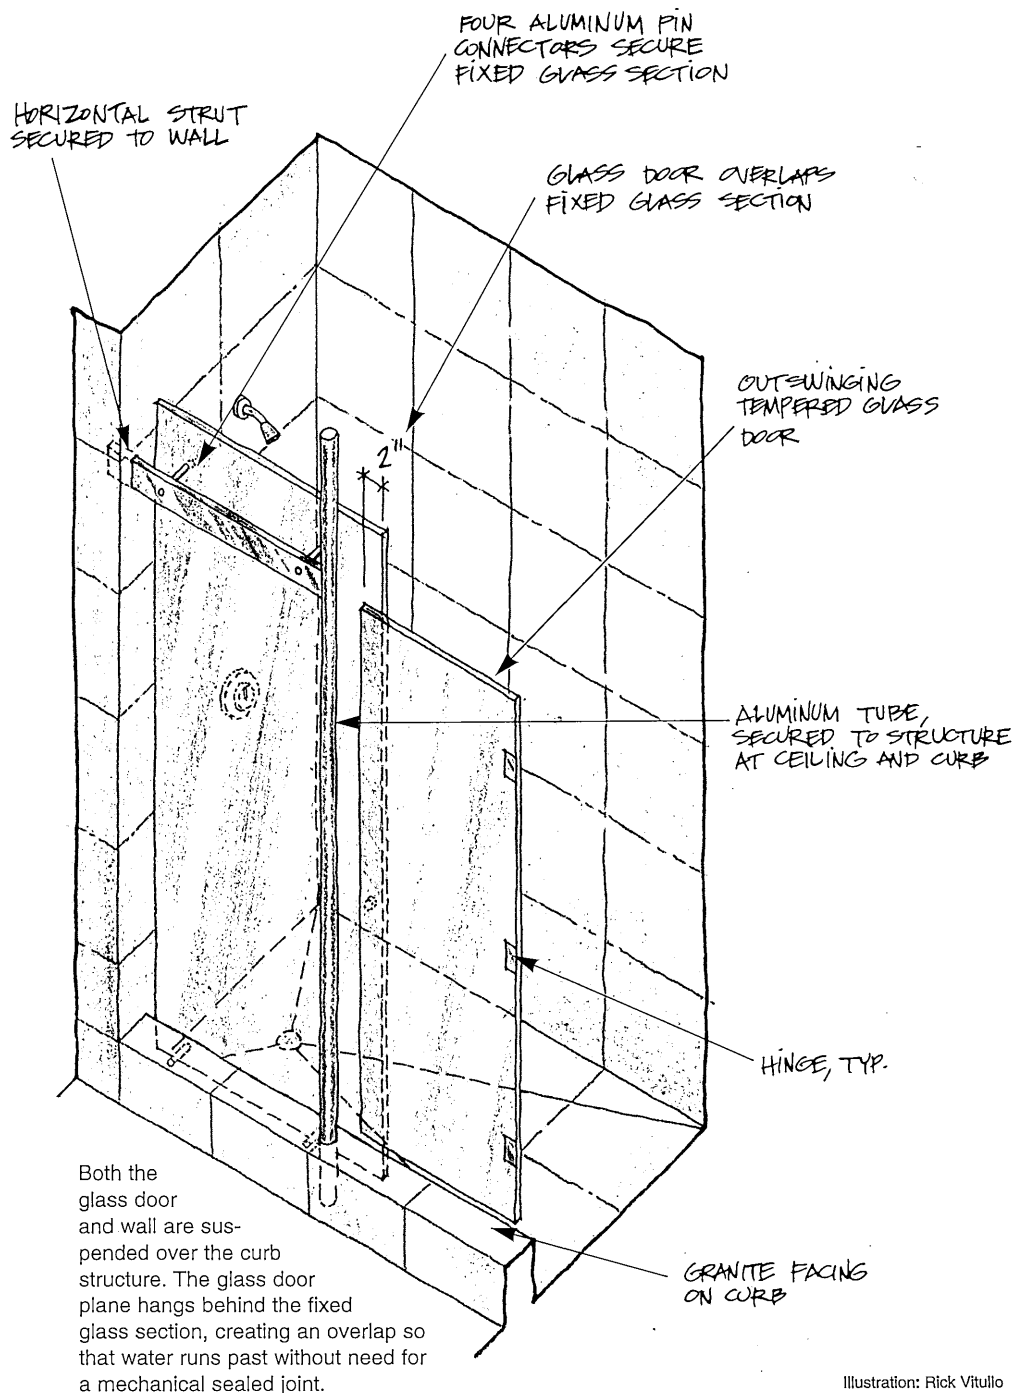 FOUR ALUMINUM PIN
CONNECTORS SECURE
FIXED GLASS SECTION
HORIZONTAL STRUT
SECURED TO WALL
GLASS DOOR OVERLAPS
FIXED GLASS SECTION
OUTSWINGING
TEMPERED GLASS
DOOR
2"
ALUMINUM TUBE,
SECURED TO STRUCTURE
AT CEILING AND CURB
HINGE, TYP.
Both the
glass door
and wall are sus-
pended over the curb
structure. The glass door
plane hangs behind the fixed
glass section, creating an overlap so
that water runs past without need for
a mechanical sealed joint.
GRANITE FACING
ON CURB
Illustration: Rick Vitullo